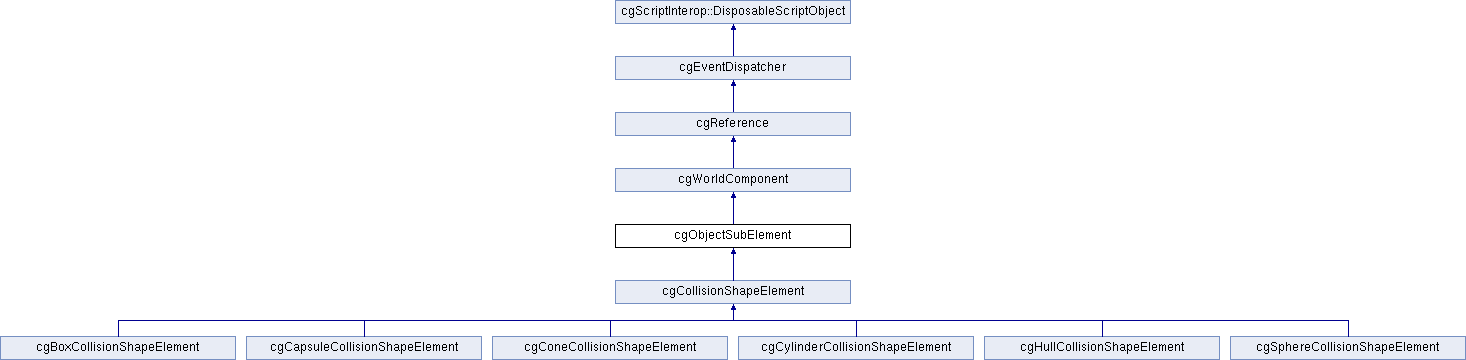 cgScriptInterop::DisposableScriptObject
cgEventDispatcher
cgReference
cgWorldComponent
cgObjectSubElement
cgCollisionShapeElement
cgBoxCollisionShapeElement
cgCapsuleCollisionShapeElement
cgConeCollisionShapeElement
cgCylinderCollisionShapeElement
cgHullCollisionShapeElement
cgSphereCollisionShapeElement